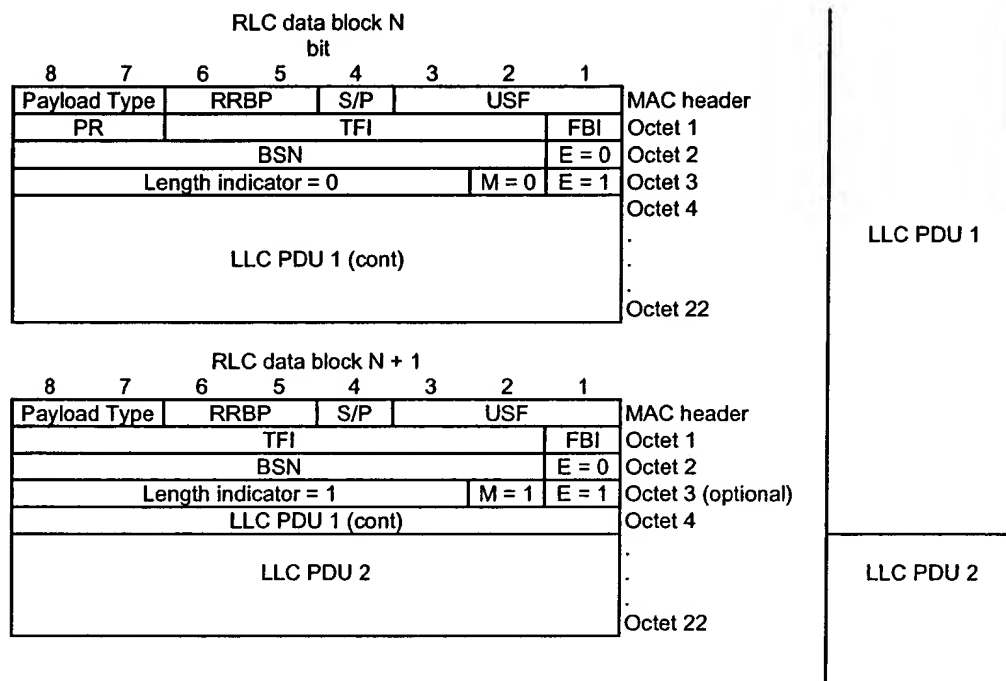 RLC data block N
bit
8 7 6 5 4 3 2 1
Payload Type RRBP S/P USF MAC header
PR TFI FBI Octet 1
BSN E = 0 Octet 2
Length indicator = 0 M = 0 E = 1 Octet 3
Octet 4
LLC PDU 1
LLC PDU 1 (cont)
.
.
.
Octet 22
RLC data block N + 1
8 7 6 5 4 3 2 1
Payload Type RRBP S/P USF MAC header
TFI FBI Octet 1
BSN E = 0 Octet 2
Length indicator = 1 M = 1 E = 1 Octet 3 (optional)
LLC PDU 1 (cont) Octet 4
.
LLC PDU 2 . LLC PDU 2
.
Octet 22